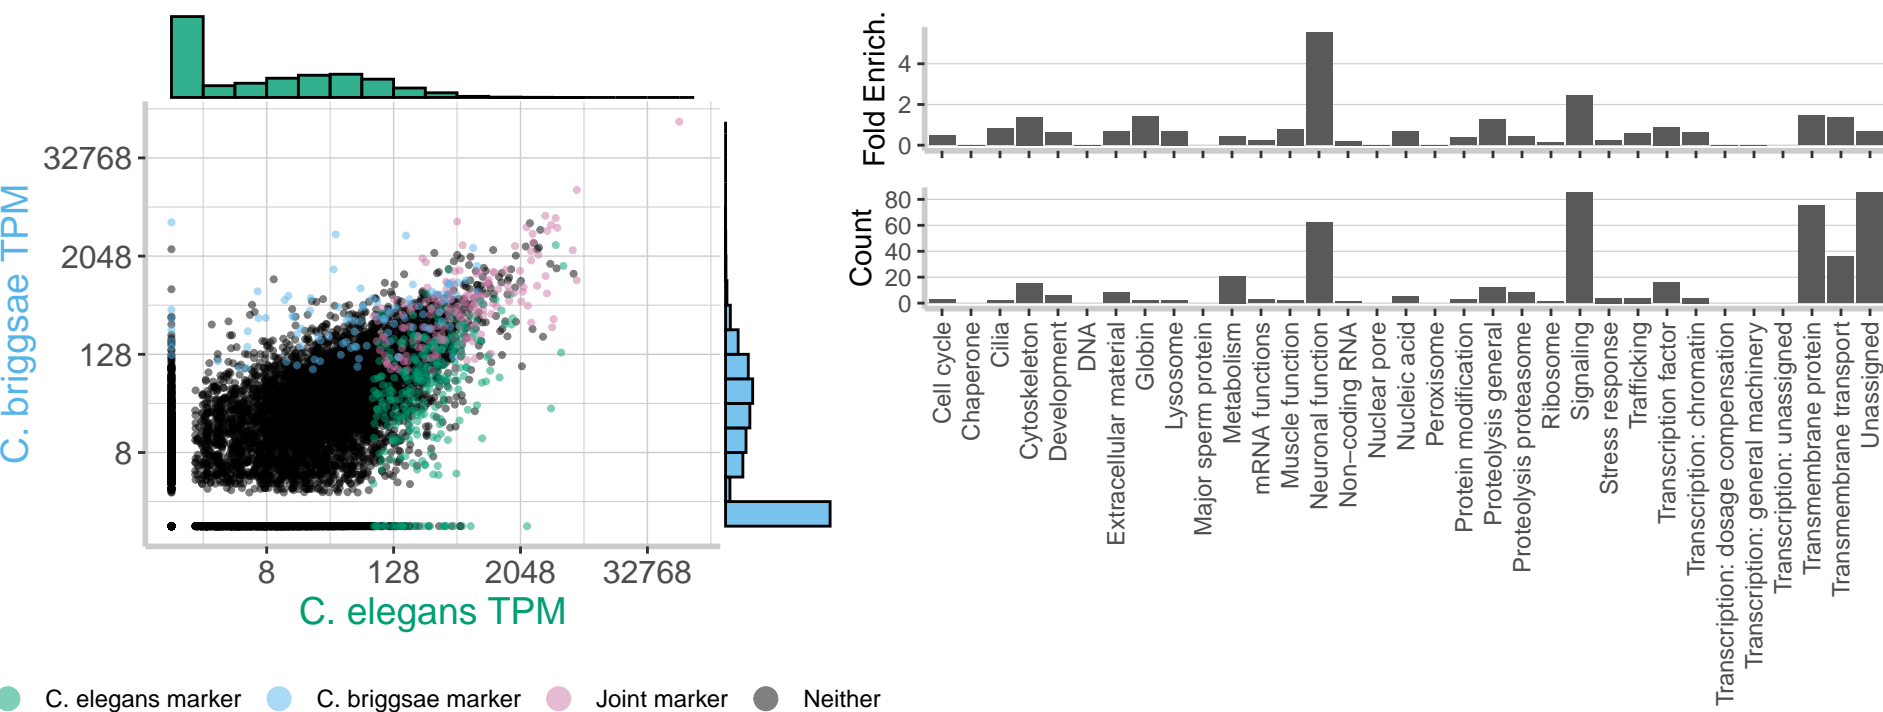 32768
2048
128
8
C. briggsae TPM
8
128
2048
32768
C. elegans TPM
C. elegans marker
C. briggsae marker
Joint marker
Neither
Fold Enrich.
4
2
0
Count
80
60
40
20
0
Cell cycle
Chaperone
Cilia
Cytoskeleton
Development
DNA
Extracellular material
Globin
Lysosome
Major sperm protein
Metabolism
mRNA functions
Muscle function
Neuronal function
Non−coding RNA
Nuclear pore
Nucleic acid
Peroxisome
Protein modification
Proteolysis general
Proteolysis proteasome
Ribosome
Signaling
Stress response
Trafficking
Transcription factor
Transcription: chromatin
Transcription: dosage compensation
Transcription: general machinery
Transcription: unassigned
Transmembrane protein
Transmembrane transport
Unassigned